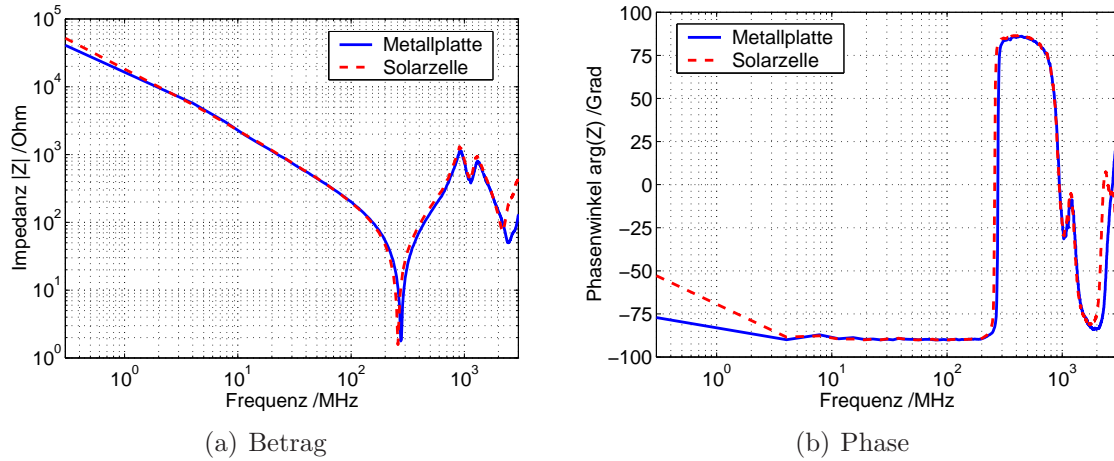 10^5
10^4
10^3
10^2
10^1
10^0
Impedanz |Z| /Ohm
Metallplatte
Solarzelle
10^0 10^1 10^2 10^3
Frequenz /MHz
(a) Betrag
100
75
50
25
0
−25
−50
−75
−100
Phasenwinkel arg(Z) /Grad
Metallplatte
Solarzelle
10^0 10^1 10^2 10^3
Frequenz /MHz
(b) Phase